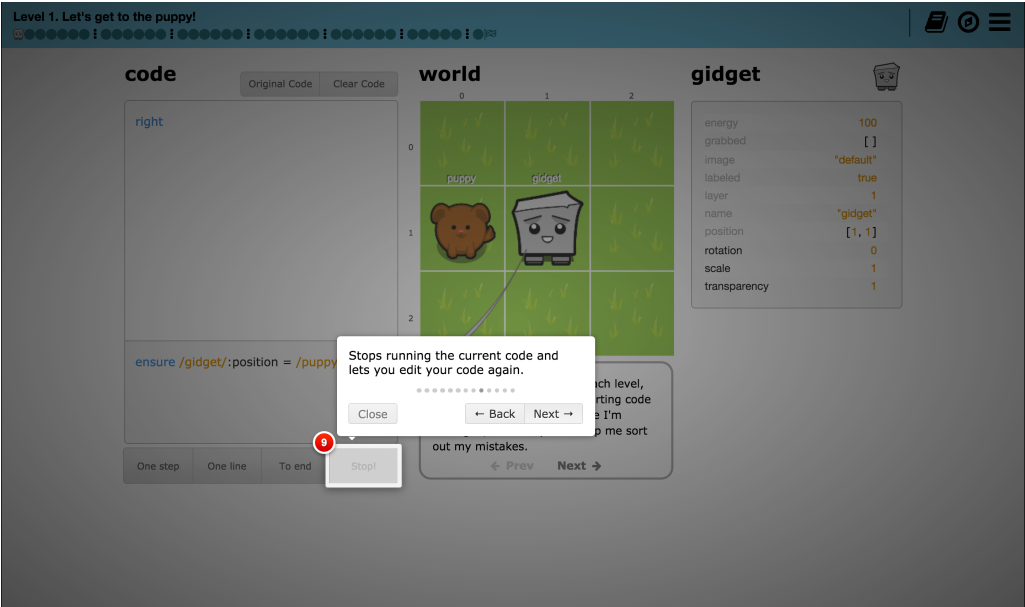 Level 1. Let's get to the puppy!
code
Original Code
Clear Code
right
ensure /gidget/:position = /puppy
One step
One line
To end
Stop!
9
world
0 1 2
0
1
2
puppy
gidget
Stops running the current code and
lets you edit your code again.
Close
← Back
Next →
ach level,
rting code
e I'm
p me sort
out my mistakes.
← Prev
Next →
gidget
energy 100
grabbed [ ]
image "default"
labeled true
layer 1
name "gidget"
position [1, 1]
rotation 0
scale 1
transparency 1